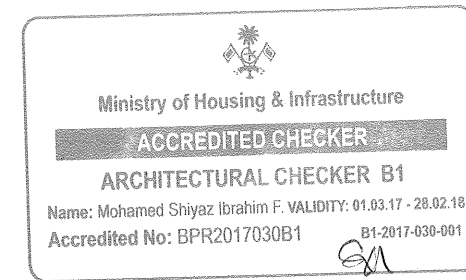 Ministry of Housing & Infrastructure
ACCREDITED CHECKER
ARCHITECTURAL CHECKER B1
Name: Mohamed Shiyaz Ibrahim F. VALIDITY: 01.03.17 - 28.02.18
Accredited No: BPR2017030B1 B1-2017-030-001